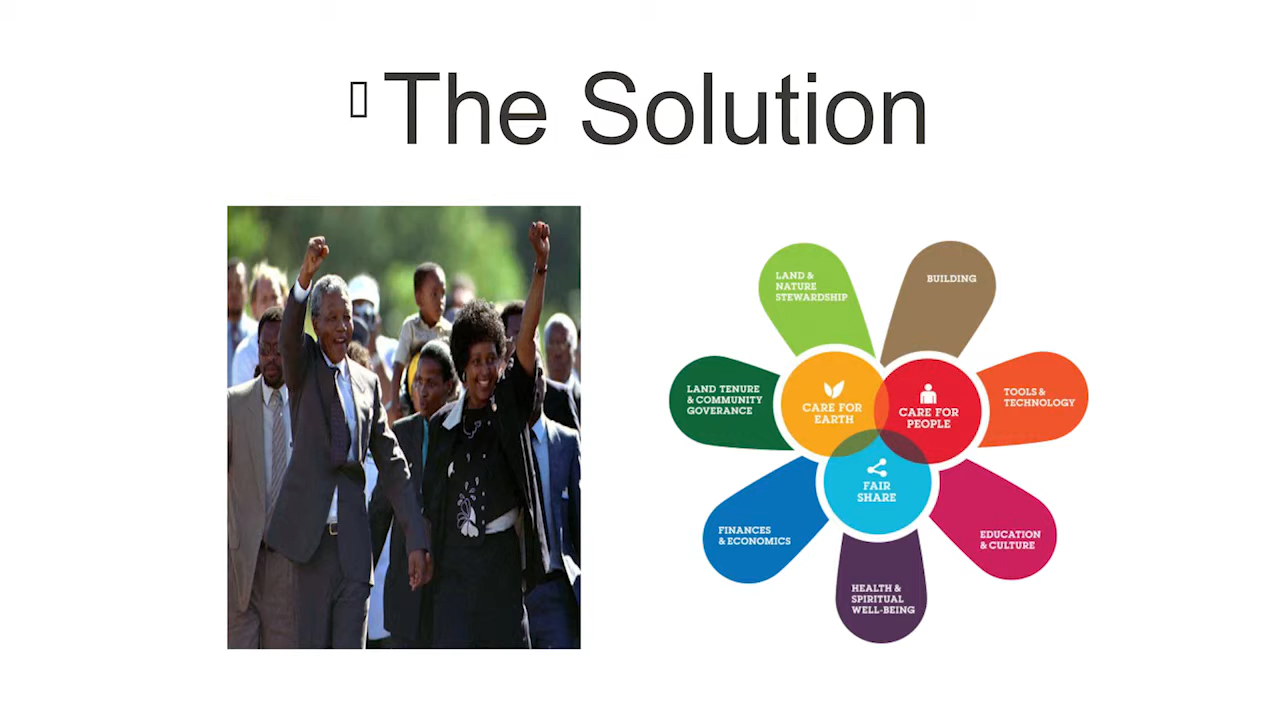 The Solution
LAND &
NATURE
STEWARDSHIP
BUILDING
LAND TENURE
& COMMUNITY
GOVERANCE
CARE FOR
EARTH
CARE FOR
PEOPLE
TOOLS &
TECHNOLOGY
FAIR
SHARE
FINANCES
& ECONOMICS
EDUCATION
& CULTURE
HEALTH &
SPIRITUAL
WELL-BEING